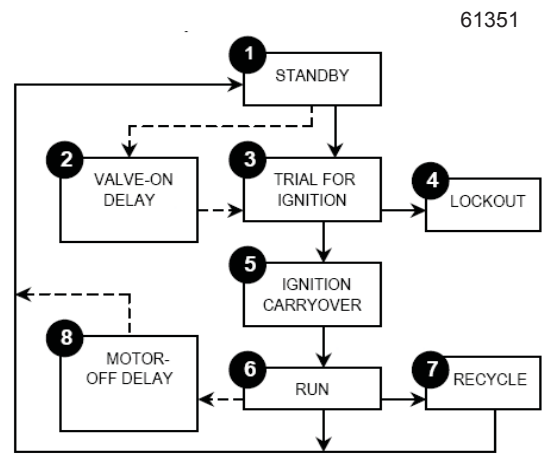 61351
1
STANDBY
2
VALVE-ON
DELAY
3
TRIAL FOR
IGNITION
4
LOCKOUT
5
IGNITION
CARRYOVER
8
MOTOR-
OFF DELAY
6
RUN
7
RECYCLE